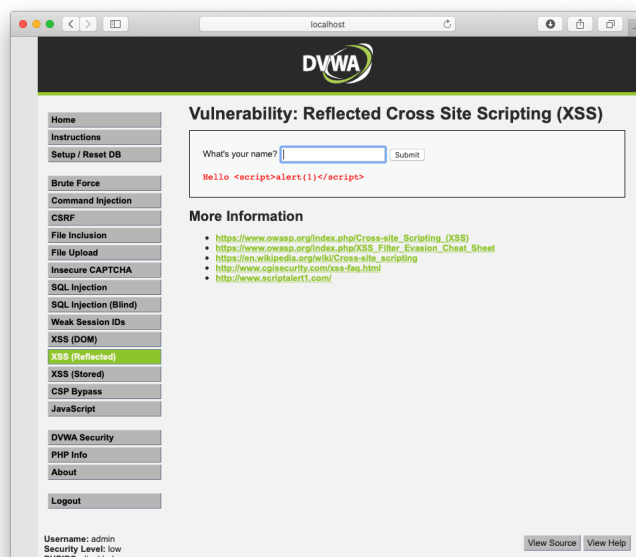 localhost
DVWA
Vulnerability: Reflected Cross Site Scripting (XSS)
What's your name? Submit
Hello <script>alert(1)</script>
More Information
https://www.owasp.org/index.php/Cross-site_Scripting_(XSS)
https://www.owasp.org/index.php/XSS_Filter_Evasion_Cheat_Sheet
https://en.wikipedia.org/wiki/Cross-site_scripting
http://www.cgisecurity.com/xss-faq.html
http://www.scriptalert1.com/
Home
Instructions
Setup / Reset DB
Brute Force
Command Injection
CSRF
File Inclusion
File Upload
Insecure CAPTCHA
SQL Injection
SQL Injection (Blind)
Weak Session IDs
XSS (DOM)
XSS (Reflected)
XSS (Stored)
CSP Bypass
JavaScript
DVWA Security
PHP Info
About
Logout
Username: admin
Security Level: low
View Source View Help